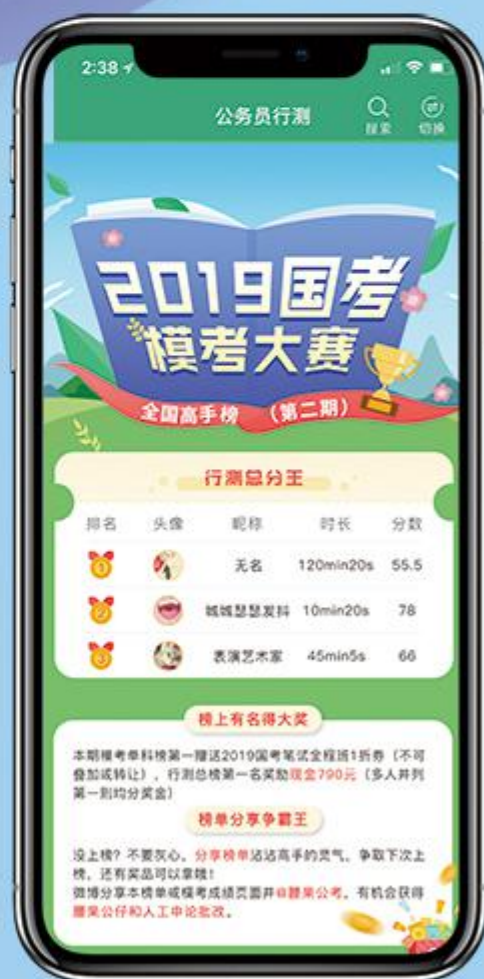 2:38
公务员行测
搜索 切换
2019国考
模考大赛
全国高手榜 (第二期)
行测总分王
排名 头像 昵称 时长 分数
1 无名 120min20s 55.5
2 城城瑟瑟发抖 10min20s 78
3 表演艺术家 45min5s 66
榜上有名得大奖
本期模考单科榜第一赠送2019国考笔试全程班1折券(不可
叠加或转让),行测总榜第一名奖励现金790元(多人并列
第一则均分奖金)
榜单分享争霸王
没上榜?不要灰心,分享榜单沾沾高手的灵气,争取下次上
榜,还有奖品可以拿哦!
微博分享本榜单或模考成绩页面并@腰果公考,有机会获得
腰果公仔和人工申论批改。